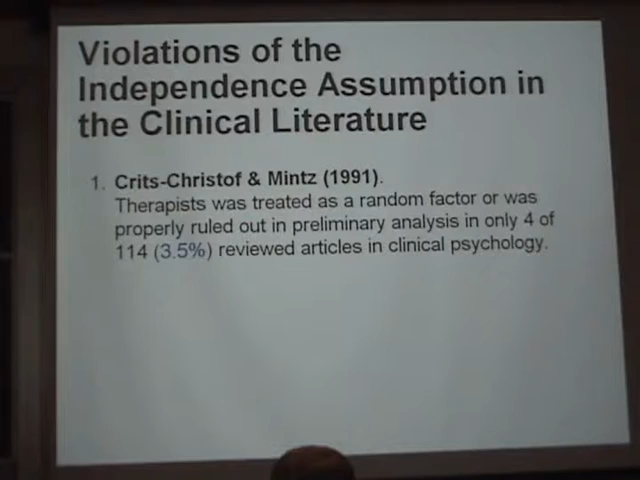 Violations of the
Independence Assumption in
the Clinical Literature
1. Crits-Christof & Mintz (1991).
Therapists was treated as a random factor or was
properly ruled out in preliminary analysis in only 4 of
114 (3.5%) reviewed articles in clinical psychology.